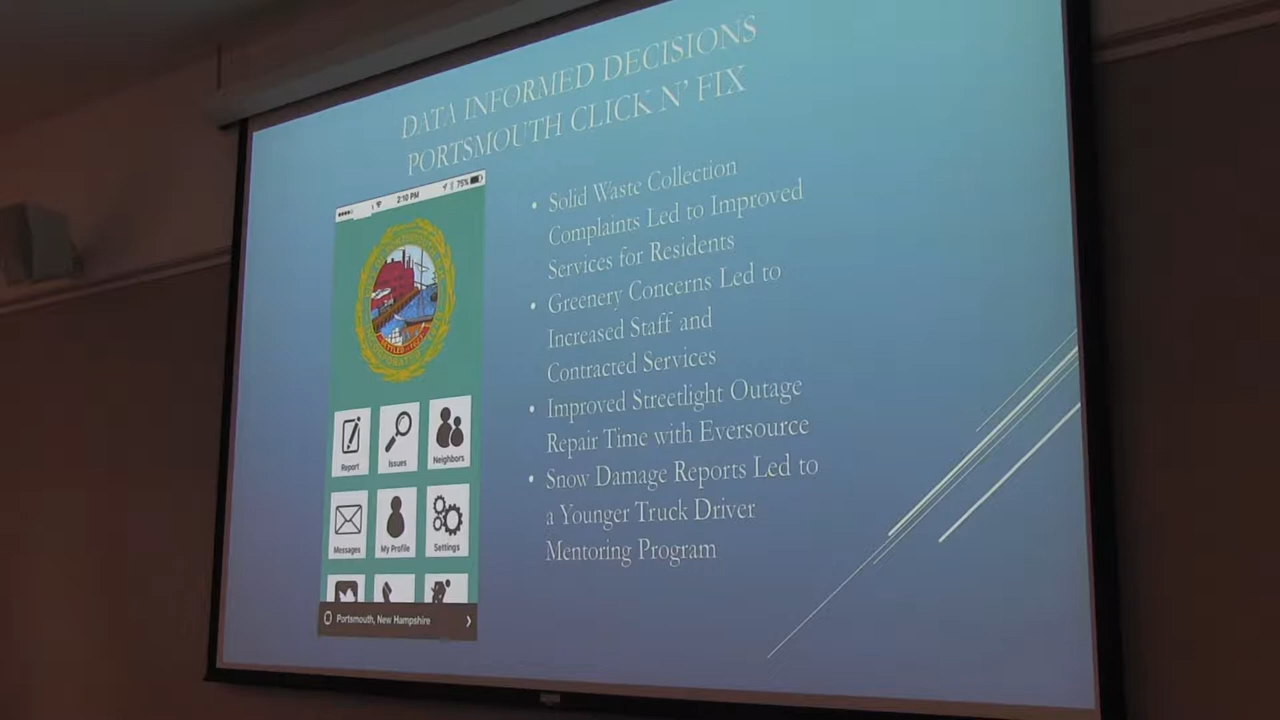 DATA INFORMED DECISIONS
PORTSMOUTH CLICK N' FIX
2:10 PM
75%
• Solid Waste Collection
Complaints Led to Improved
Services for Residents
• Greenery Concerns Led to
Increased Staff and
Contracted Services
• Improved Streetlight Outage
Repair Time with Eversource
• Snow Damage Reports Led to
a Younger Truck Driver
Mentoring Program
Report
Issues
Neighbors
Messages
My Profile
Settings
Portsmouth, New Hampshire